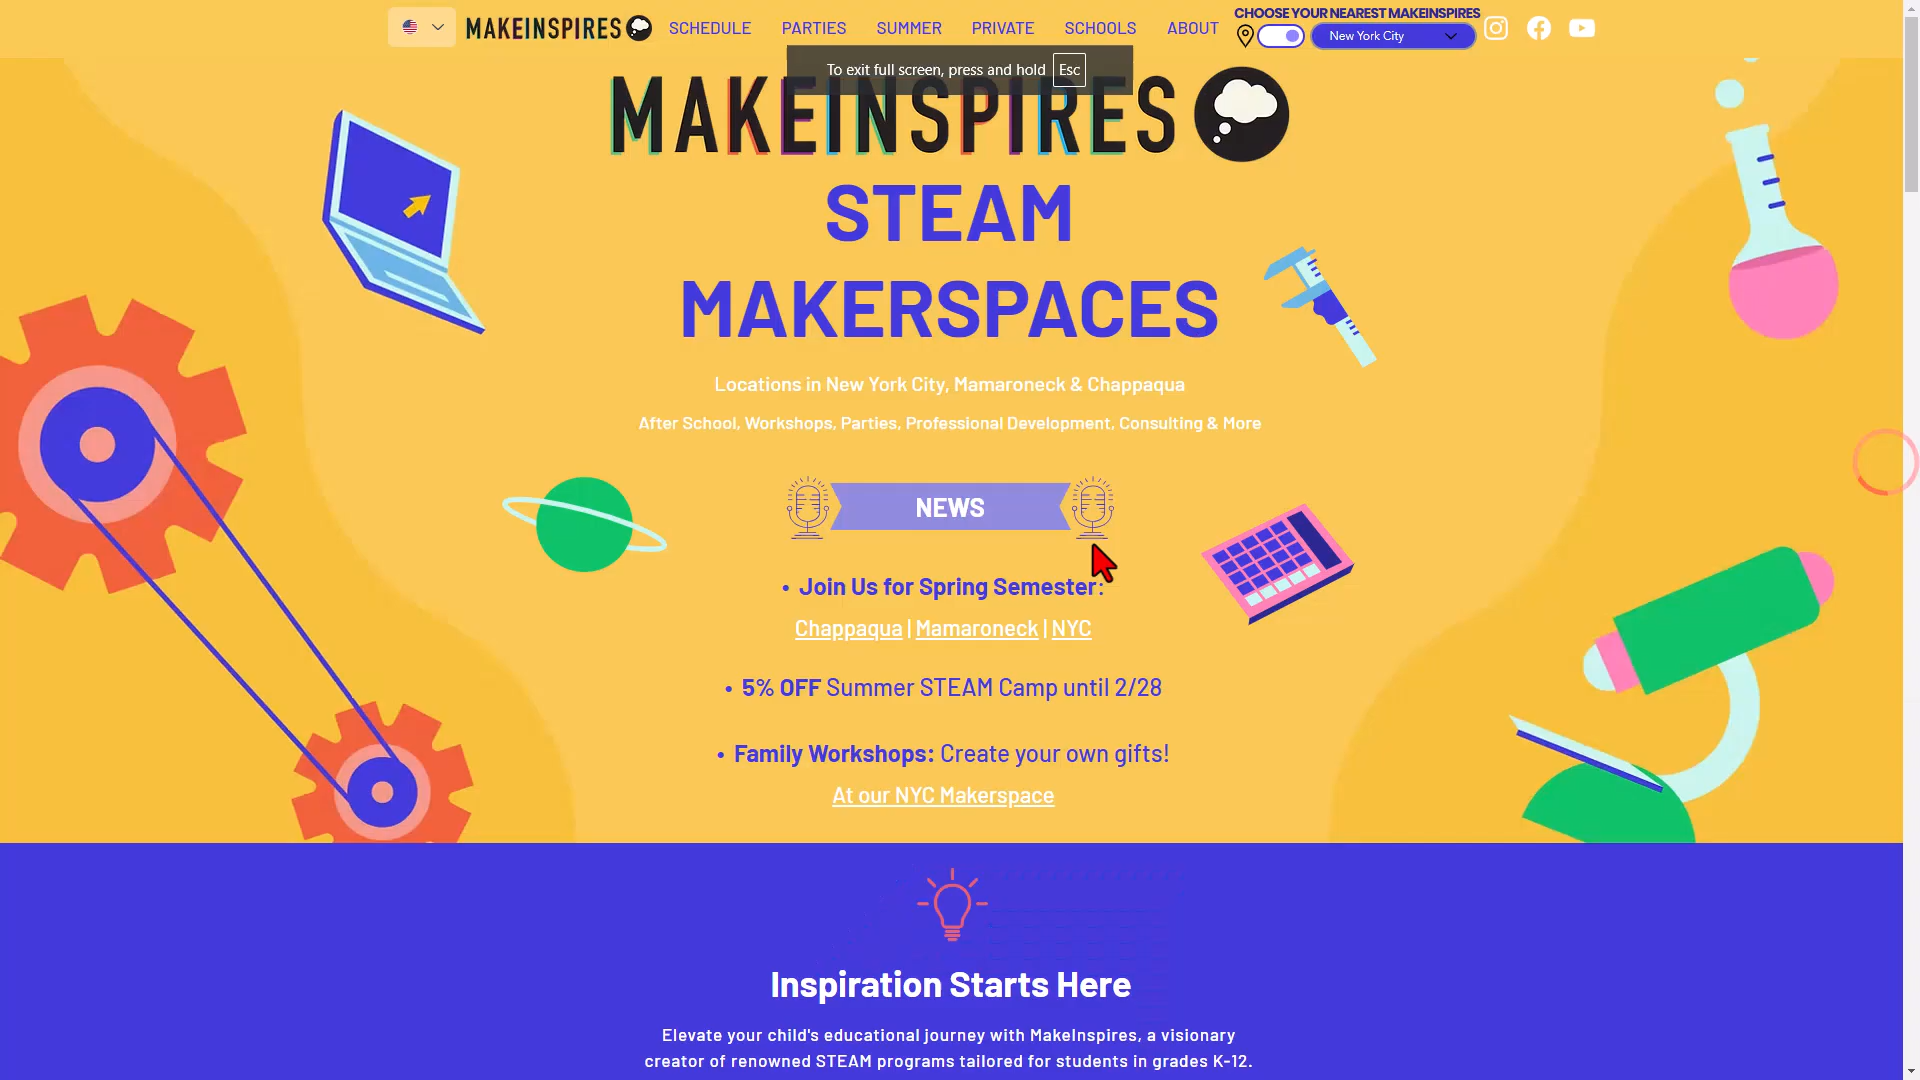 MAKEINSPIRES SCHEDULE PARTIES SUMMER PRIVATE SCHOOLS ABOUT
CHOOSE YOUR NEAREST MAKEINSPIRES
New York City
To exit full screen, press and hold Esc
MAKEINSPIRES
STEAM
MAKERSPACES
Locations in New York City, Mamaroneck & Chappaqua
After School, Workshops, Parties, Professional Development, Consulting & More
NEWS
• Join Us for Spring Semester:
Chappaqua | Mamaroneck | NYC
• 5% OFF Summer STEAM Camp until 2/28
• Family Workshops: Create your own gifts!
At our NYC Makerspace
Inspiration Starts Here
Elevate your child's educational journey with MakeInspires, a visionary
creator of renowned STEAM programs tailored for students in grades K-12.